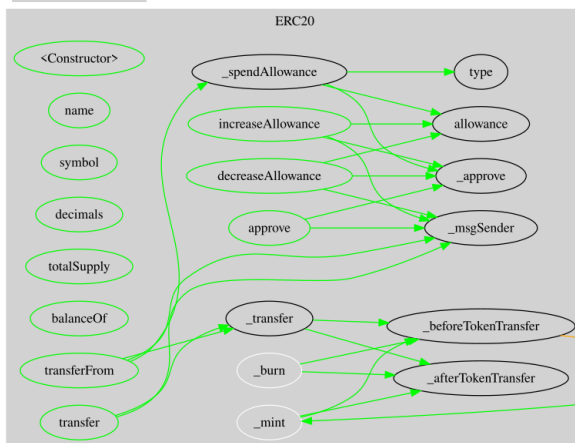 ERC20
<Constructor>
name
symbol
decimals
totalSupply
balanceOf
transferFrom
transfer
_spendAllowance
increaseAllowance
decreaseAllowance
approve
_transfer
_burn
_mint
type
allowance
_approve
_msgSender
_beforeTokenTransfer
_afterTokenTransfer